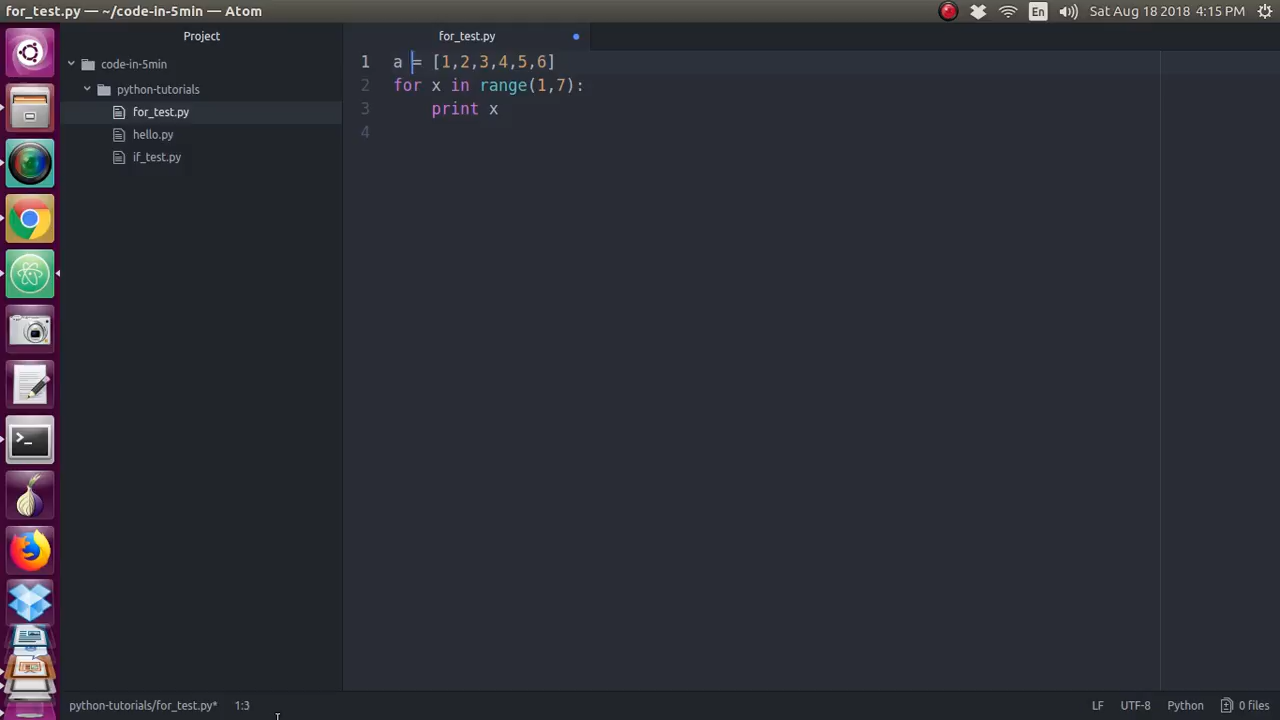 for_test.py — ~/code-in-5min — Atom
En
Sat Aug 18 2018 4:15 PM
Project
code-in-5min
python-tutorials
for_test.py
hello.py
if_test.py
for_test.py
1 a = [1,2,3,4,5,6]
2 for x in range(1,7):
3 print x
4
python-tutorials/for_test.py* 1:3
LF UTF-8 Python 0 files